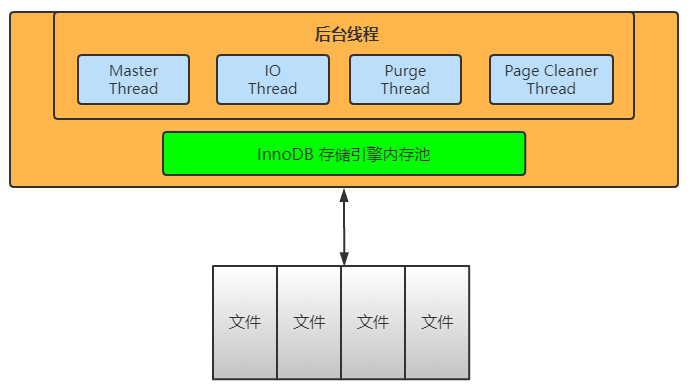 后台线程
Master
Thread
IO
Thread
Purge
Thread
Page Cleaner
Thread
InnoDB 存储引擎内存池
文件
文件
文件
文件